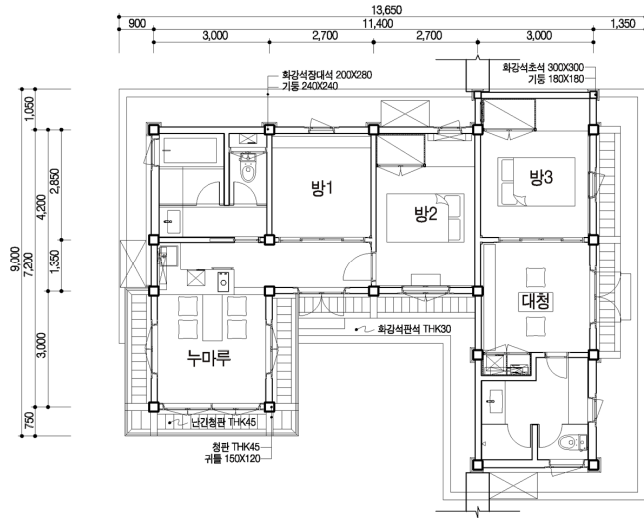 13,650
900
11,400
1,350
3,000
2,700
2,700
3,000
화강석장대석 200X280
기둥 240X240
화강석초석 300X300
기둥 180X180
1,050
9,000
7,200
4,200
2,850
1,350
3,000
750
방1
방2
방3
대청
누마루
화강석판석 THK30
난간청판 THK45
청판 THK45
귀틀 150X120